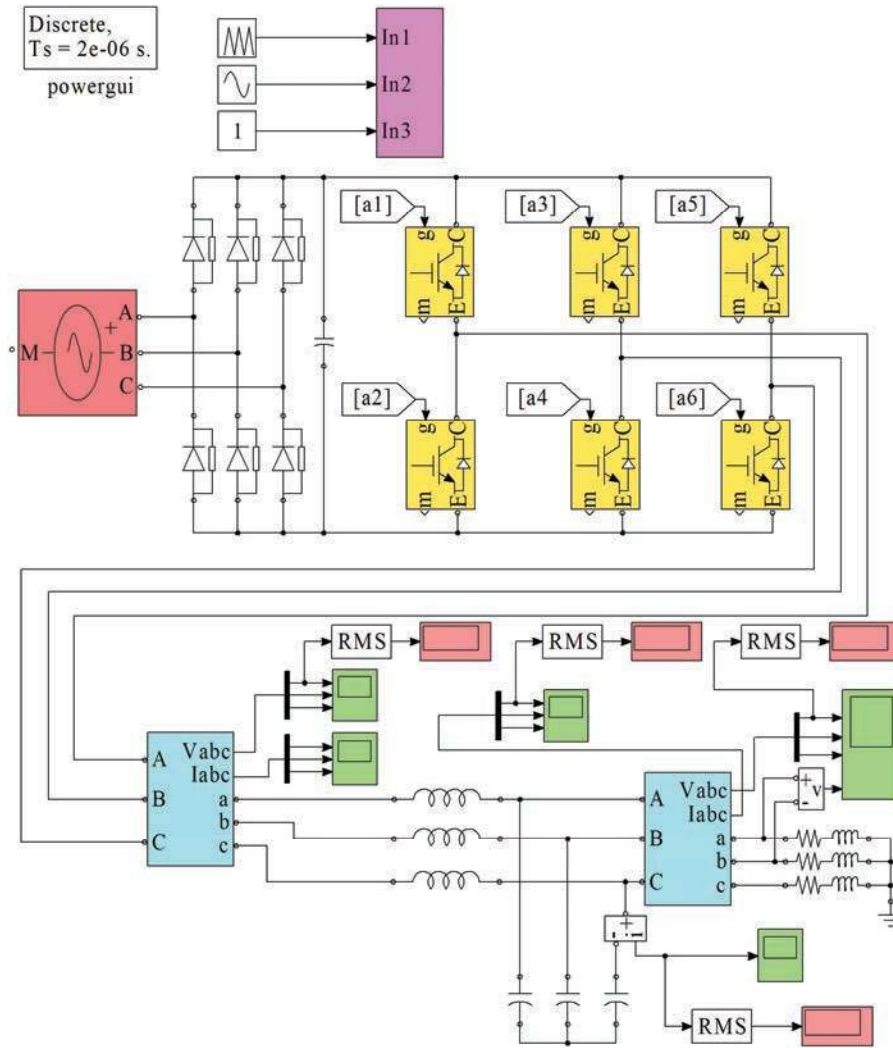 Discrete,
Ts = 2e-06 s.
powergui
In1
In2
1
In3
[a1]
[a3]
[a5]
g
C
g
C
g
C
m
E
m
E
m
E
A
+
M
B
C
[a2]
[a4
[a6]
g
C
g
C
g
C
m
E
m
E
m
E
RMS
RMS
RMS
Vabc
Iabc
A
a
B
b
C
c
Vabc
Iabc
A
a
B
b
C
c
+
-
v
+
-
i
RMS